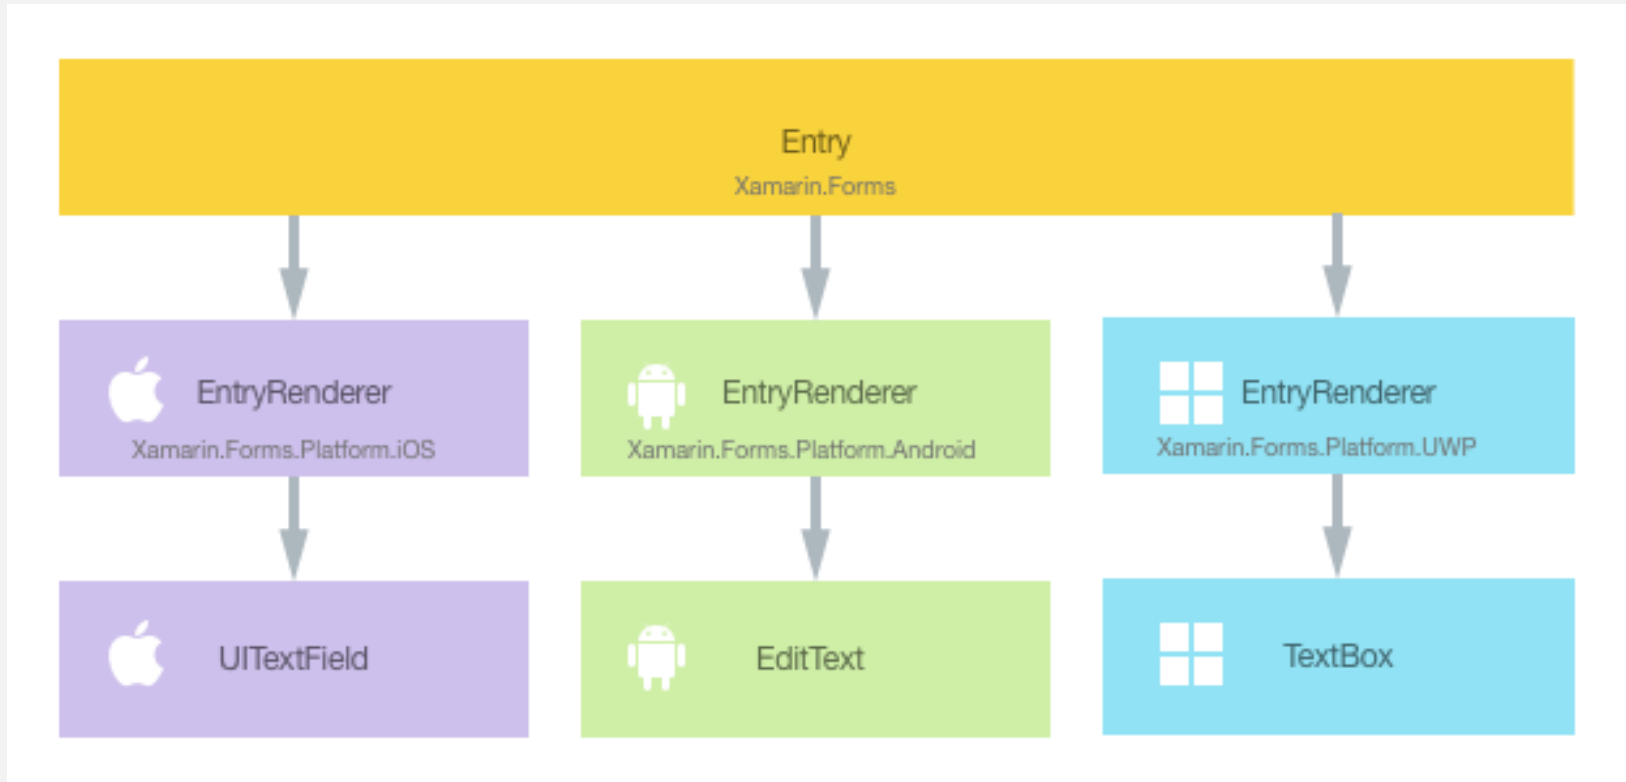 Entry
Xamarin.Forms
EntryRenderer
Xamarin.Forms.Platform.iOS
EntryRenderer
Xamarin.Forms.Platform.Android
EntryRenderer
Xamarin.Forms.Platform.UWP
UITextField
EditText
TextBox